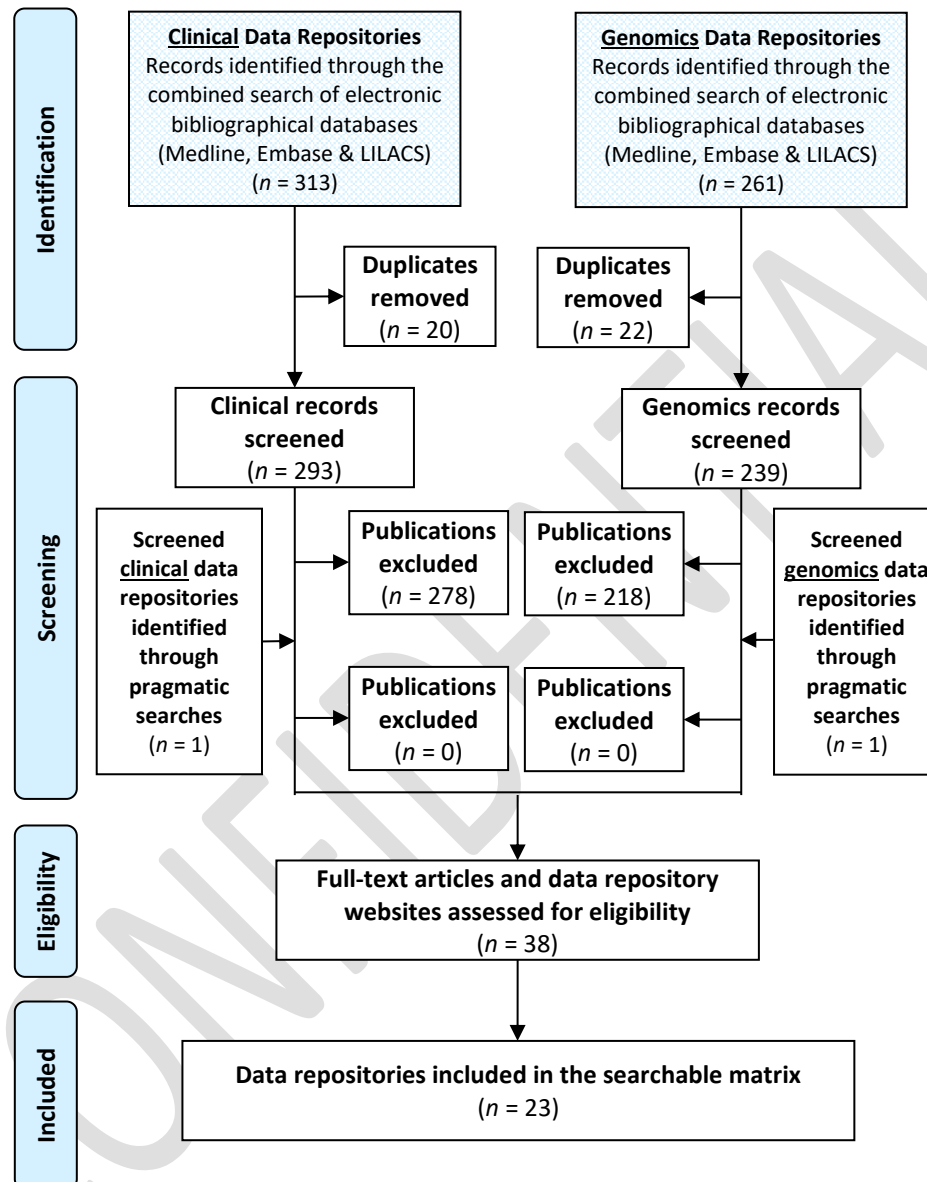 Identification
Clinical Data Repositories
Records identified through the
combined search of electronic
bibliographical databases
(Medline, Embase & LILACS)
(n = 313)
Genomics Data Repositories
Records identified through the
combined search of electronic
bibliographical databases
(Medline, Embase & LILACS)
(n = 261)
Duplicates
removed
(n = 20)
Duplicates
removed
(n = 22)
Screening
Clinical records
screened
(n = 293)
Genomics records
screened
(n = 239)
Screened
clinical data
repositories
identified
through
pragmatic
searches
(n = 1)
Publications
excluded
(n = 278)
Publications
excluded
(n = 218)
Screened
genomics data
repositories
identified
through
pragmatic
searches
(n = 1)
Publications
excluded
(n = 0)
Publications
excluded
(n = 0)
Eligibility
Full-text articles and data repository
websites assessed for eligibility
(n = 38)
Included
Data repositories included in the searchable matrix
(n = 23)
CONFIDENTIAL